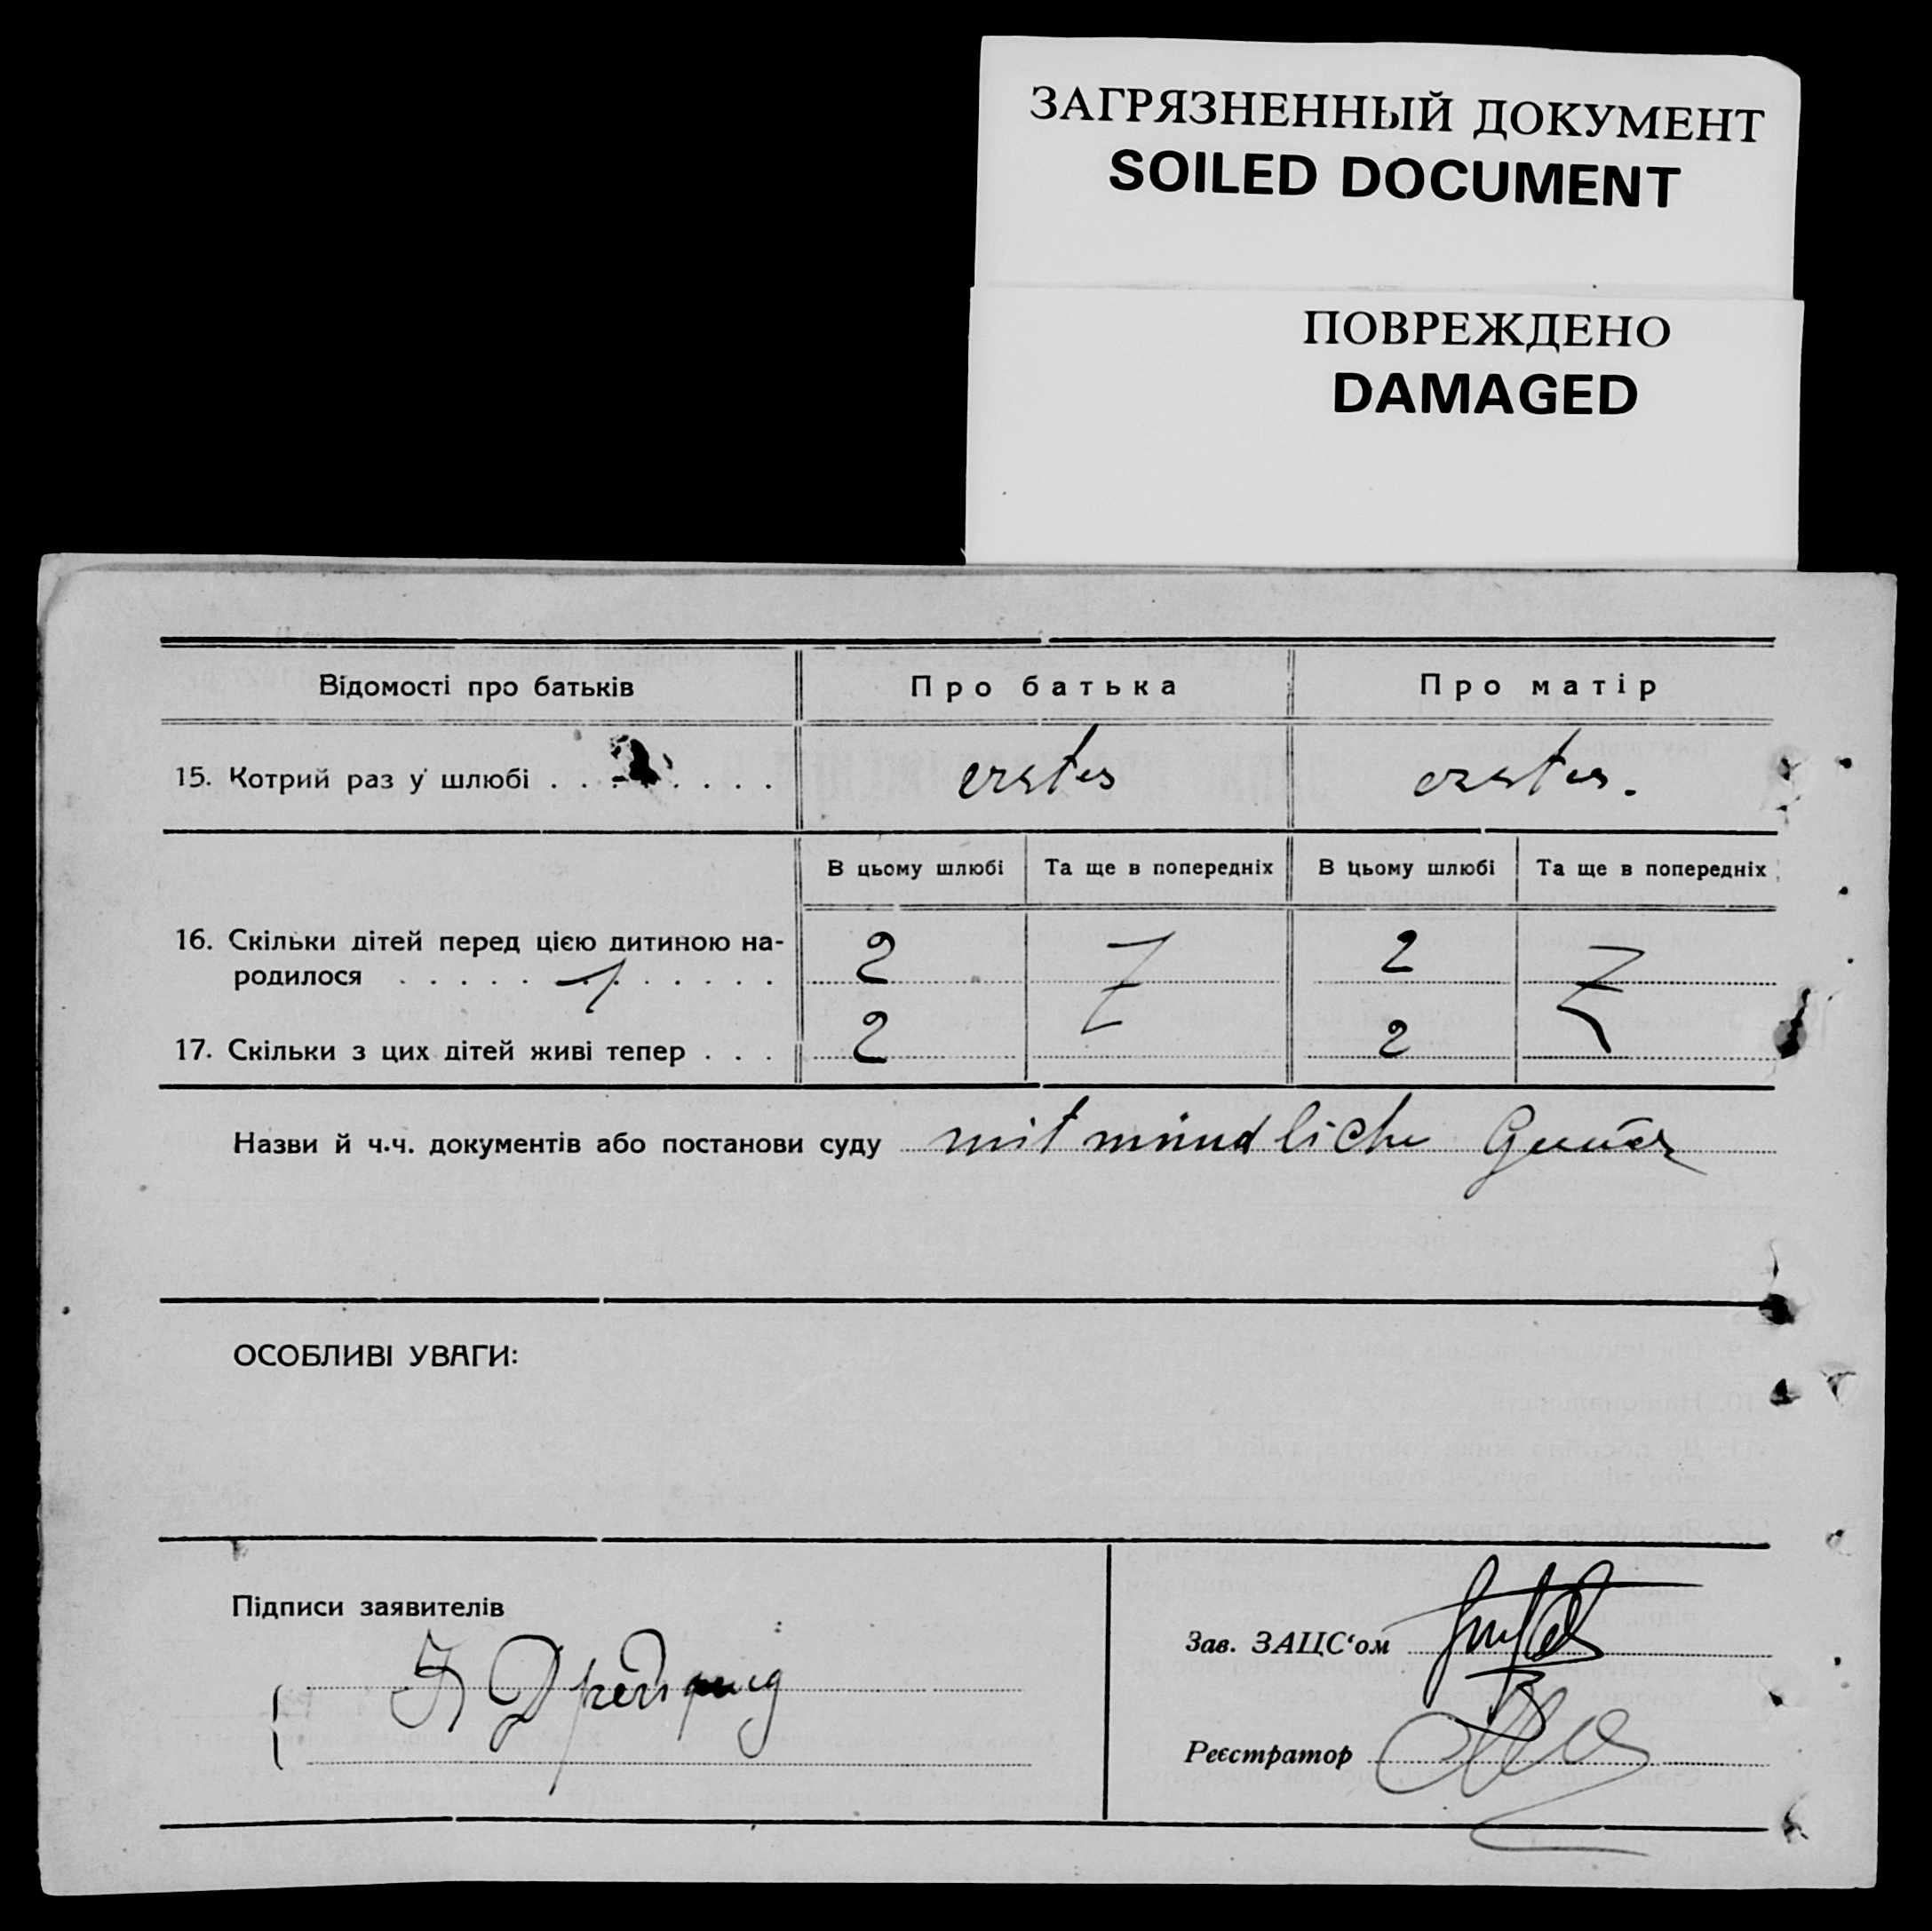 ЗАГРЯЗНЕННЫЙ ДОКУМЕНТ
SOILED DOCUMENT
ПОВРЕЖДЕНО
DAMAGED
Відомості про батьків Про батька Про матір
15. Котрий раз у шлюбі . . . . . . . . erstes erstes.
В цьому шлюбі Та ще в попередніх В цьому шлюбі Та ще в попередніх
16. Скільки дітей перед цією дитиною на-
родилося . . . . . . . . . . 2 2
17. Скільки з цих дітей живі тепер . . . 2 2
Назви й ч.ч. документів або постанови суду mit mündliche
ОСОБЛИВІ УВАГИ:
Підписи заявителів
Зав. ЗАЦС‘ом
Реєстратор